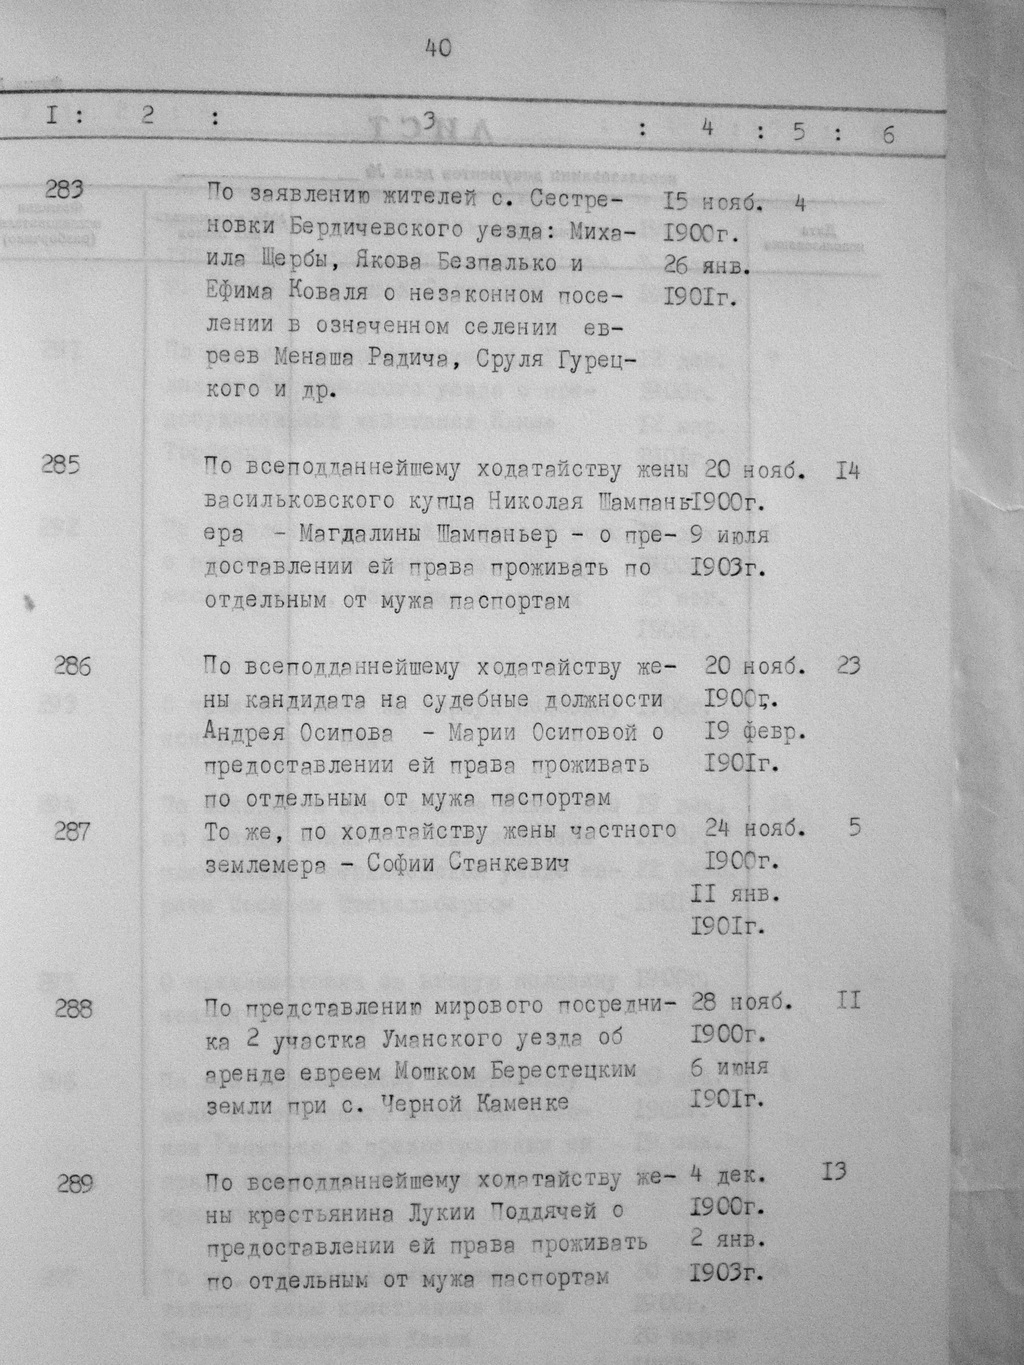 40
I : 2 : 3 : 4 : 5 : 6
283 По заявлению жителей с. Сестре- 15 нояб. 4
новки Бердичевского уезда: Миха- 1900г.
ила Щербы, Якова Безпалько и 26 янв.
Ефима Коваля о незаконном посе- 1901г.
лении в означенном селении ев-
реев Менаша Радича, Сруля Гурец-
кого и др.
285 По всеподданнейшему ходатайству жены 20 нояб. 14
васильковского купца Николая Шампань- 1900г.
ера - Магдалины Шампаньер - о пре- 9 июля
доставлении ей права проживать по 1903г.
отдельным от мужа паспортам
286 По всеподданнейшему ходатайству же- 20 нояб. 23
ны кандидата на судебные должности 1900г.
Андрея Осипова - Марии Осиповой о 19 февр.
предоставлении ей права проживать 1901г.
по отдельным от мужа паспортам
287 То же, по ходатайству жены частного 24 нояб. 5
землемера - Софии Станкевич 1900г.
II янв.
1901г.
288 По представлению мирового посредни- 28 нояб. II
ка 2 участка Уманского уезда об 1900г.
аренде евреем Мошком Берестецким 6 июня
земли при с. Черной Каменке 1901г.
289 По всеподданнейшему ходатайству же- 4 дек. 13
ны крестьянина Лукии Поддячей о 1900г.
предоставлении ей права проживать 2 янв.
по отдельным от мужа паспортам 1903г.